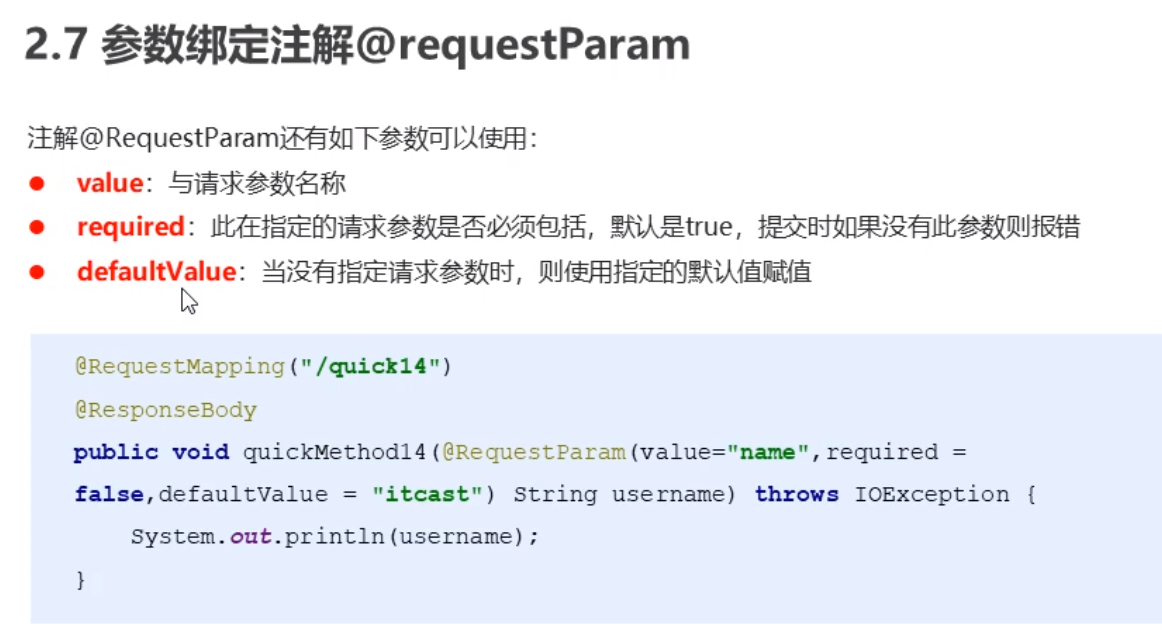 2.7 参数绑定注解@requestParam
注解@RequestParam还有如下参数可以使用：
● value：与请求参数名称
● required：此在指定的请求参数是否必须包括，默认是true，提交时如果没有此参数则报错
● defaultValue：当没有指定请求参数时，则使用指定的默认值赋值
@RequestMapping("/quick14")
@ResponseBody
public void quickMethod14(@RequestParam(value="name",required =
false,defaultValue = "itcast") String username) throws IOException {
System.out.println(username);
}